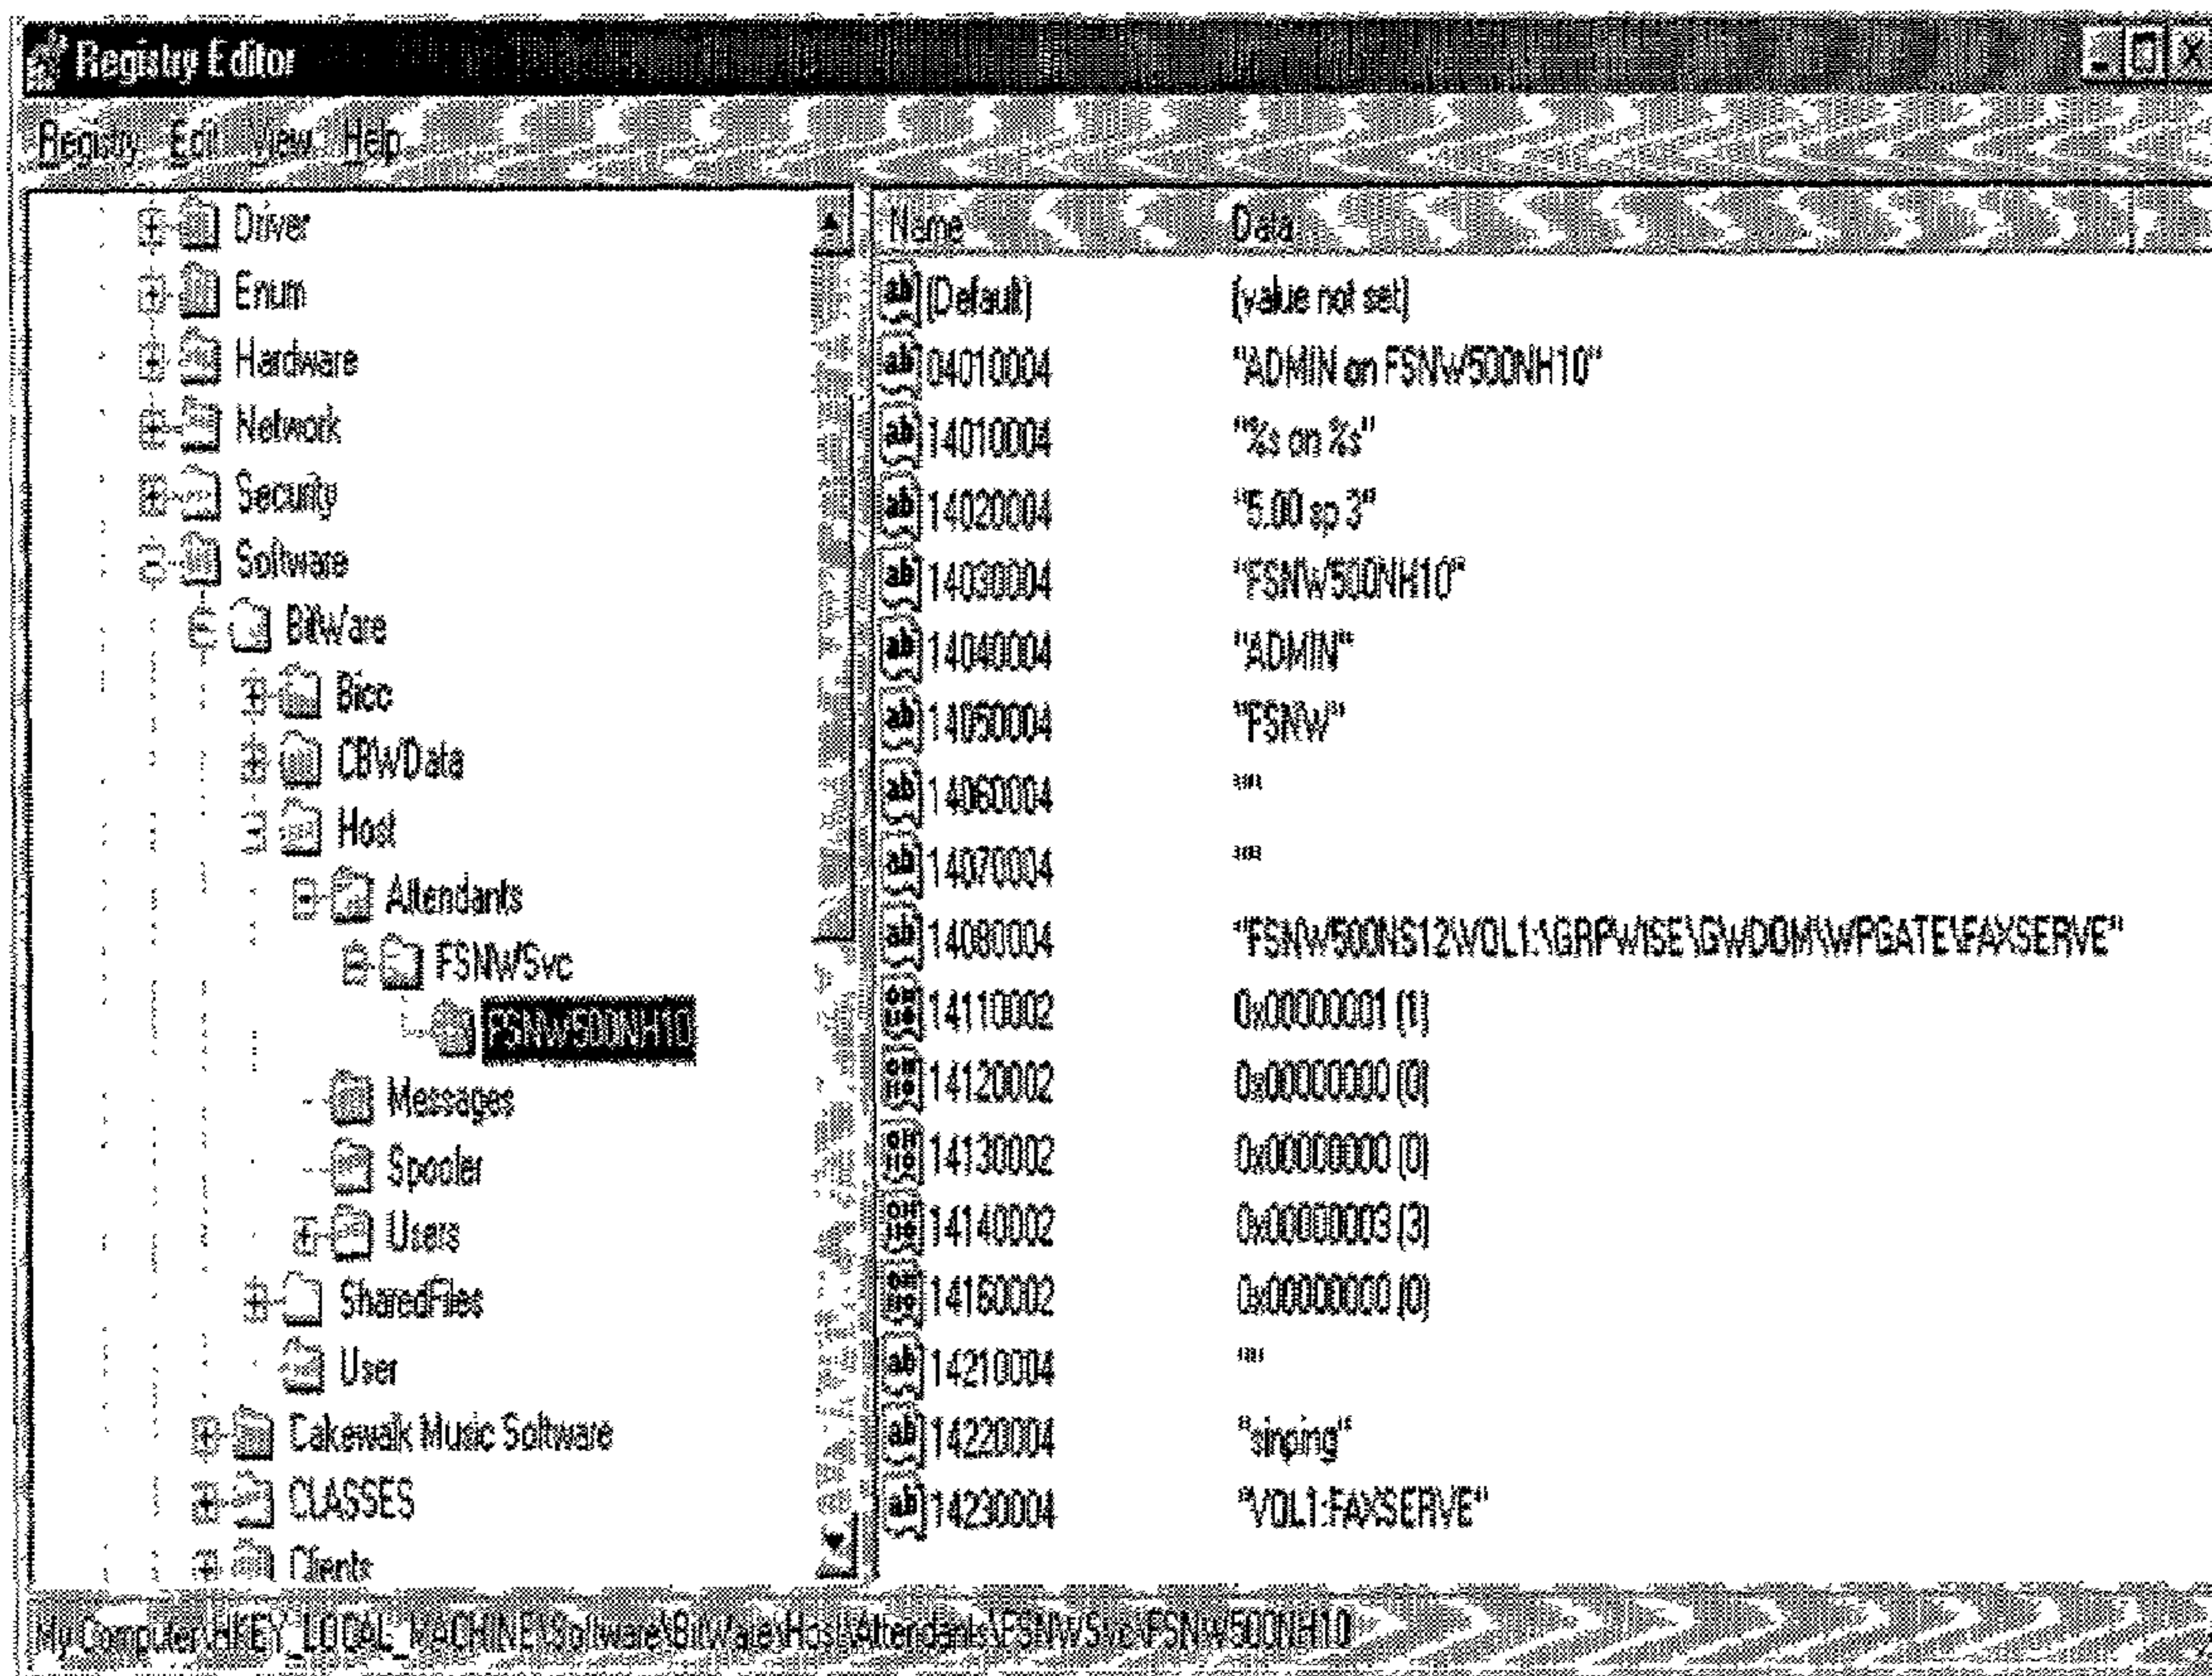 Registry Editor
Registry Edit View Help
Driver
Enum
Hardware
Network
Security
Software
BitWare
Bicc
CBWData
Host
Attendants
FSNWSvc
FSNW500NH10
Messages
Spooler
Users
SharedFiles
User
Cakewalk Music Software
CLASSES
Clients
Name Data
(Default) (value not set)
04010004 "ADMIN on FSNW500NH10"
14010004 "%s on %s"
14020004 "5.00 sp 3"
14030004 "FSNW500NH10"
14040004 "ADMIN"
14050004 "FSNW"
14060004 ""
14070004 ""
14080004 "FSNW500NS12\VOL1:\GRPWISE\GWDOM\WPGATE\FAXSERVE"
14110002 0x00000001 (1)
14120002 0x00000000 (0)
14130002 0x00000000 (0)
14140002 0x00000003 (3)
14160002 0x00000000 (0)
14210004 ""
14220004 "sinping"
14230004 "VOL1:FAXSERVE"
My Computer\HKEY_LOCAL_MACHINE\Software\BitWare\Host\Attendants\FSNWSvc\FSNW500NH10